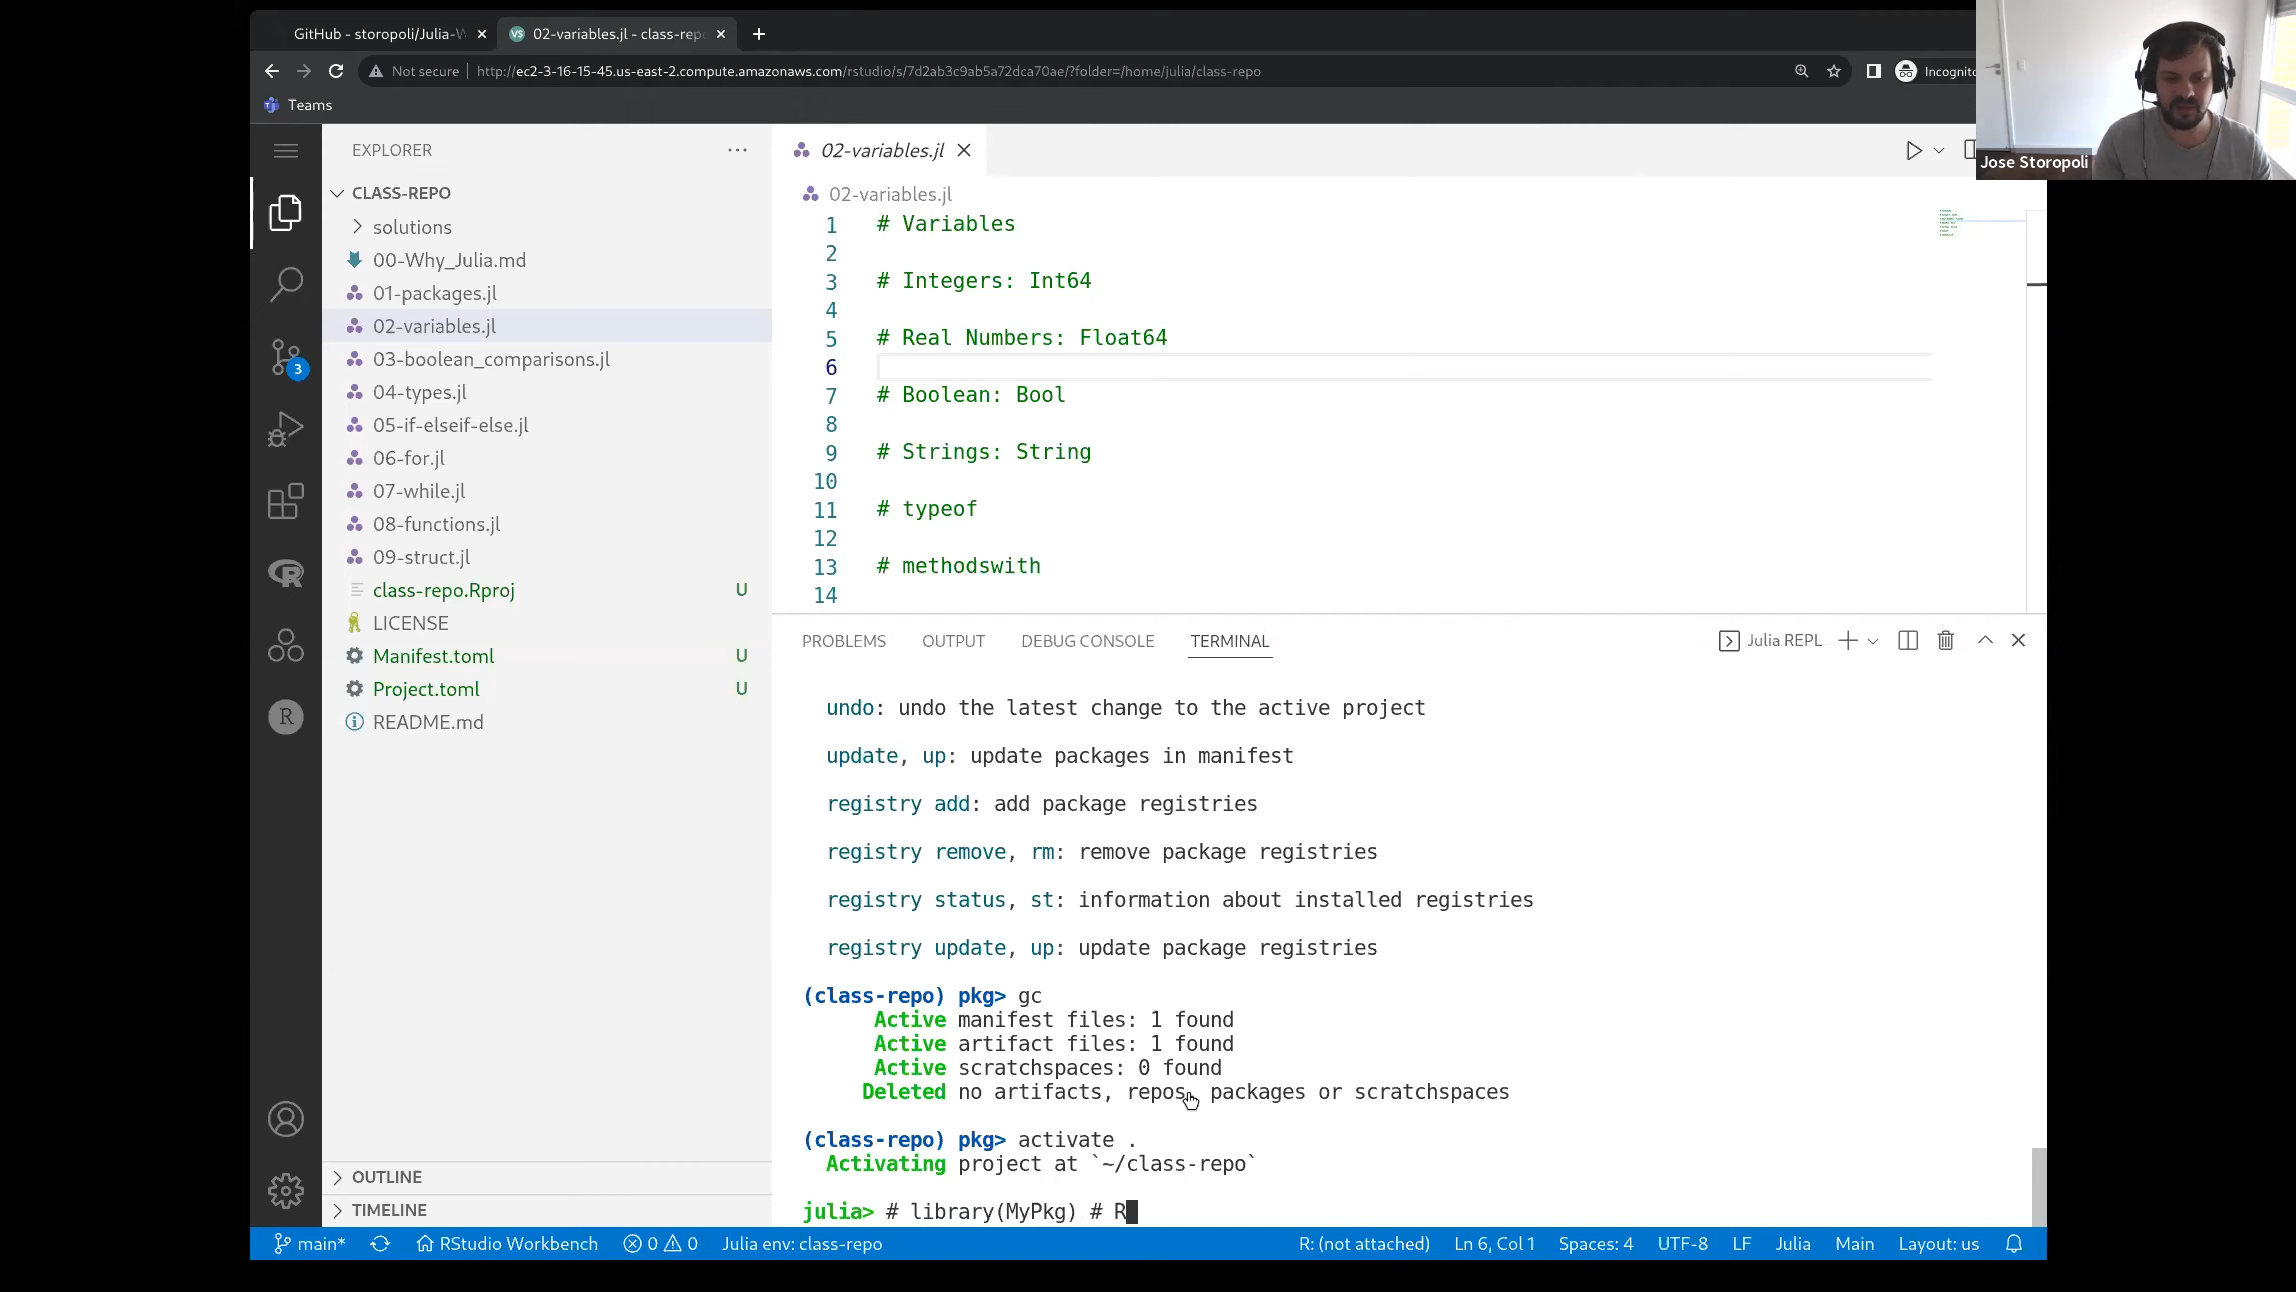 GitHub - storopoli/Julia-W
02-variables.jl - class-repo
Not secure
http://ec2-3-16-15-45.us-east-2.compute.amazonaws.com/rstudio/s/7d2ab3c9ab5a72dca70ae/?folder=/home/julia/class-repo
Incognito
Teams
Jose Storopoli
EXPLORER
CLASS-REPO
solutions
00-Why_Julia.md
01-packages.jl
02-variables.jl
03-boolean_comparisons.jl
04-types.jl
05-if-elseif-else.jl
06-for.jl
07-while.jl
08-functions.jl
09-struct.jl
class-repo.Rproj U
LICENSE
Manifest.toml U
Project.toml U
README.md
OUTLINE
TIMELINE
3
02-variables.jl
02-variables.jl
1 # Variables
2
3 # Integers: Int64
4
5 # Real Numbers: Float64
6
7 # Boolean: Bool
8
9 # Strings: String
10
11 # typeof
12
13 # methodswith
14
PROBLEMS OUTPUT DEBUG CONSOLE TERMINAL
Julia REPL
undo: undo the latest change to the active project
update, up: update packages in manifest
registry add: add package registries
registry remove, rm: remove package registries
registry status, st: information about installed registries
registry update, up: update package registries
(class-repo) pkg> gc
Active manifest files: 1 found
Active artifact files: 1 found
Active scratchspaces: 0 found
Deleted no artifacts, repos, packages or scratchspaces
(class-repo) pkg> activate .
Activating project at `~/class-repo`
julia> # library(MyPkg) # R
main* RStudio Workbench 0 0 Julia env: class-repo R: (not attached) Ln 6, Col 1 Spaces: 4 UTF-8 LF Julia Main Layout: us